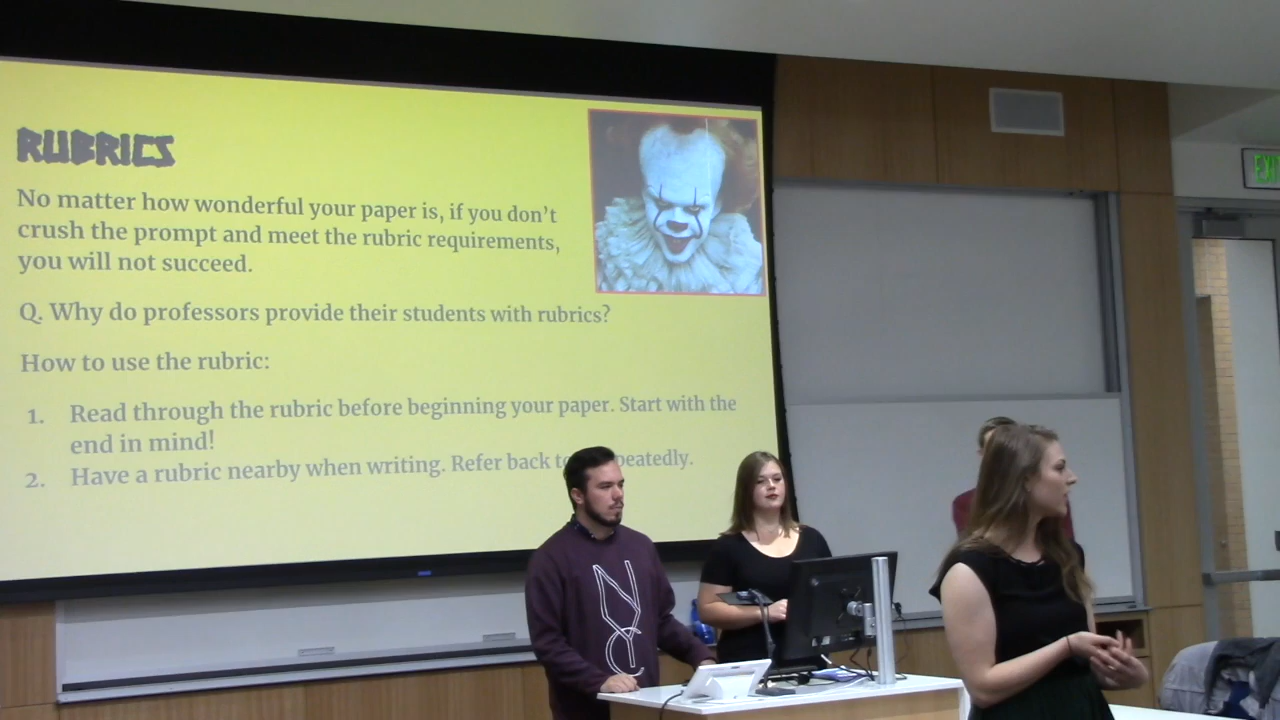 RUBRICS
No matter how wonderful your paper is, if you don't
crush the prompt and meet the rubric requirements,
you will not succeed.
Q. Why do professors provide their students with rubrics?
How to use the rubric:
1. Read through the rubric before beginning your paper. Start with the
end in mind!
2. Have a rubric nearby when writing. Refer back
EXI
NYC